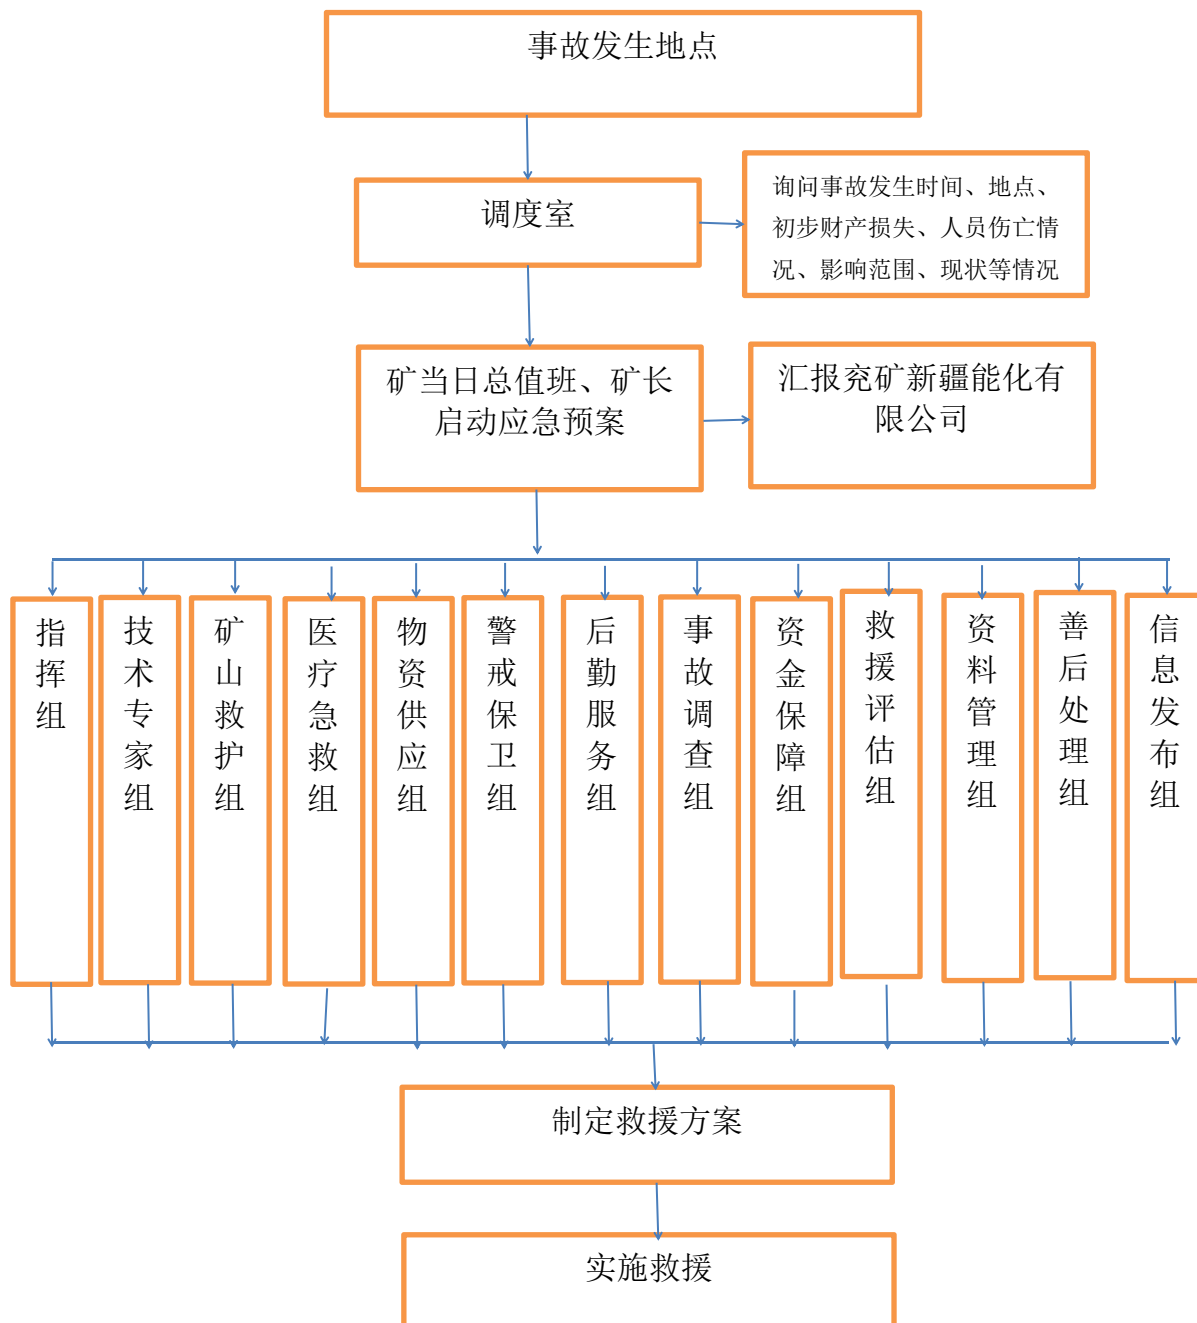 事故发生地点
调度室
询问事故发生时间、地点、
初步财产损失、人员伤亡情
况、影响范围、现状等情况
矿当日总值班、矿长
启动应急预案
汇报兖矿新疆能化有
限公司
指挥组
技术专家组
矿山救护组
医疗急救组
物资供应组
警戒保卫组
后勤服务组
事故调查组
资金保障组
救援评估组
资料管理组
善后处理组
信息发布组
制定救援方案
实施救援